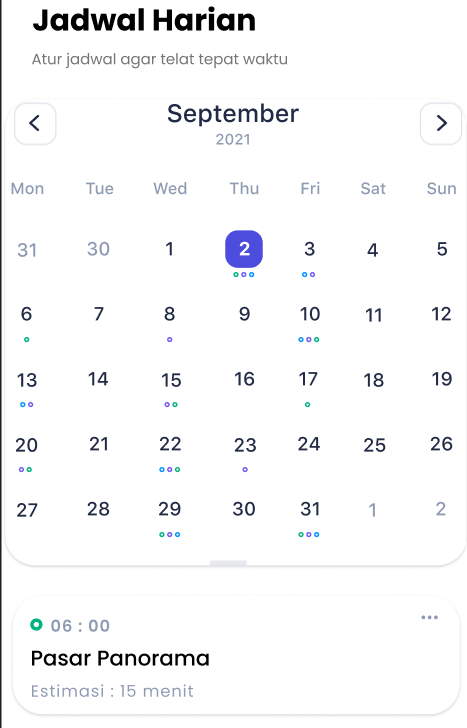 Jadwal Harian
Atur jadwal agar telat tepat waktu
September
2021
Mon Tue Wed Thu Fri Sat Sun
31 30 1 2 3 4 5
6 7 8 9 10 11 12
13 14 15 16 17 18 19
20 21 22 23 24 25 26
27 28 29 30 31 1 2
06 : 00
Pasar Panorama
Estimasi : 15 menit